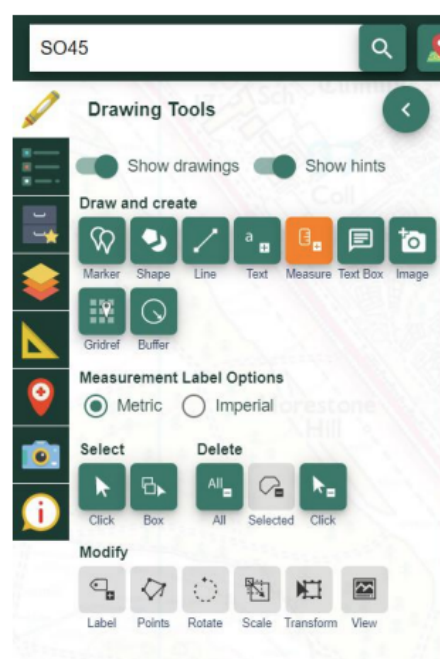 SO45
Drawing Tools
Show drawings Show hints
Draw and create
Marker Shape Line Text Measure Text Box Image
Gridref Buffer
Measurement Label Options
Metric Imperial
Select Delete
All
Click Box All Selected Click
Modify
Label Points Rotate Scale Transform View